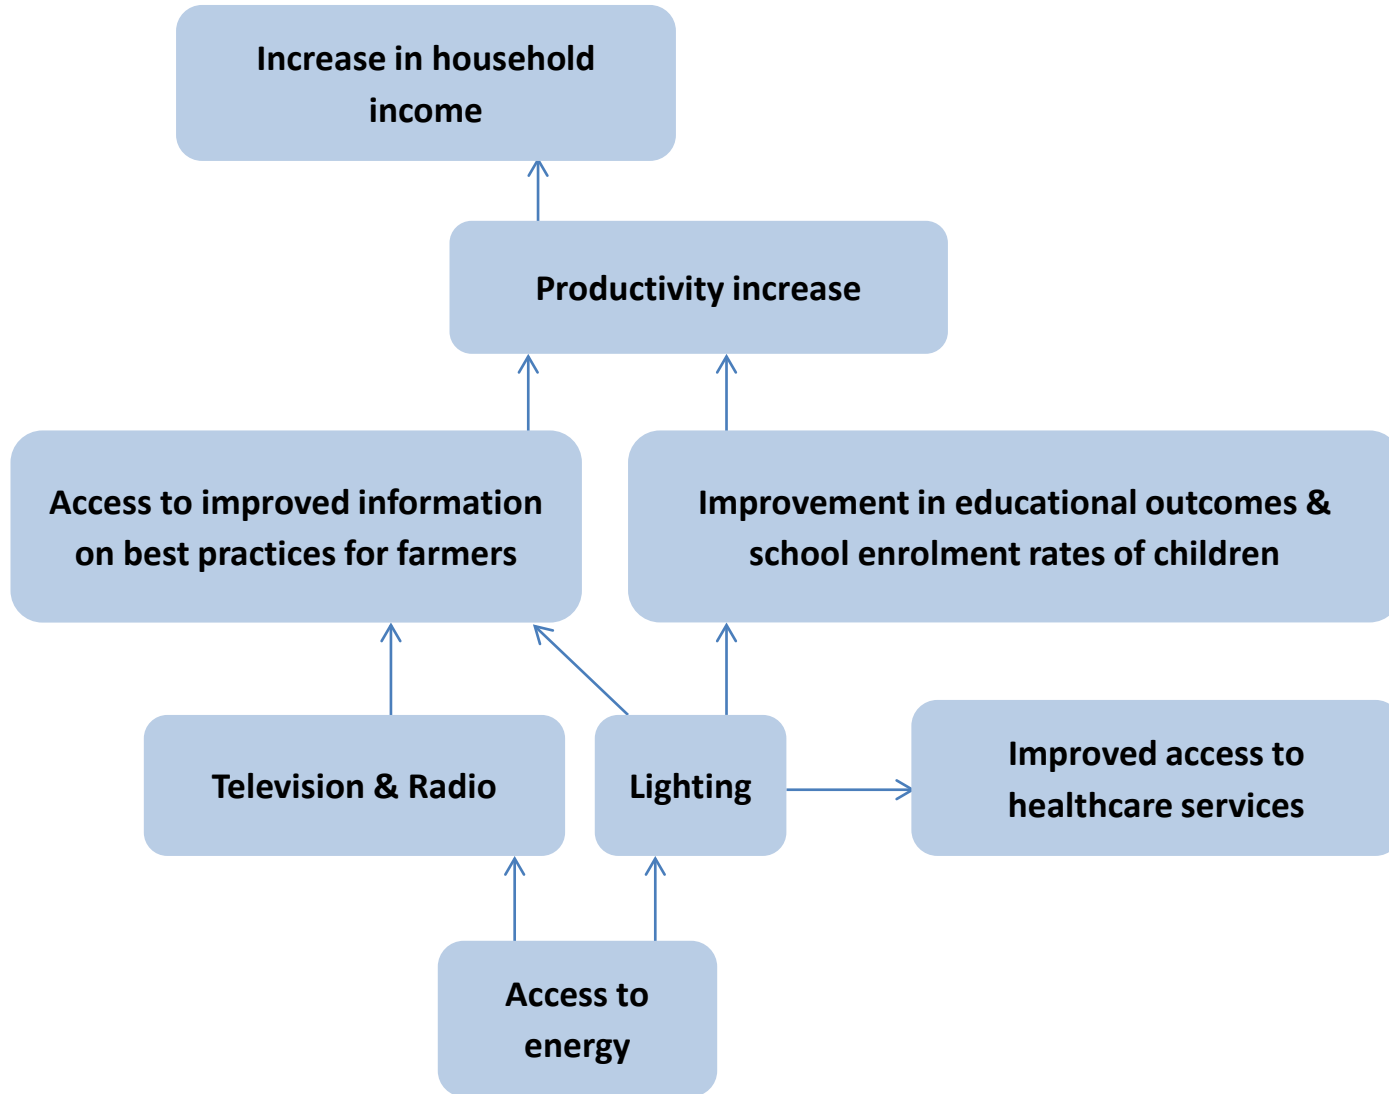 Increase in household
income
Productivity increase
Access to improved information
on best practices for farmers
Improvement in educational outcomes &
school enrolment rates of children
Television & Radio
Lighting
Improved access to
healthcare services
Access to
energy